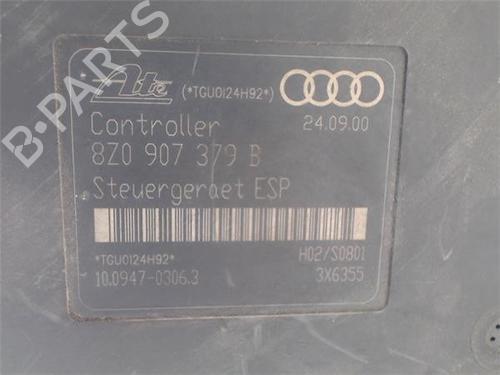 Ate (*TGU0124H92*)
Controller 24.09.00
8Z0 907 379 B
Steuergeraet ESP
*TGU0124H92* H02/S0801
10.0947-0306.3 3X6355
B-PARTS